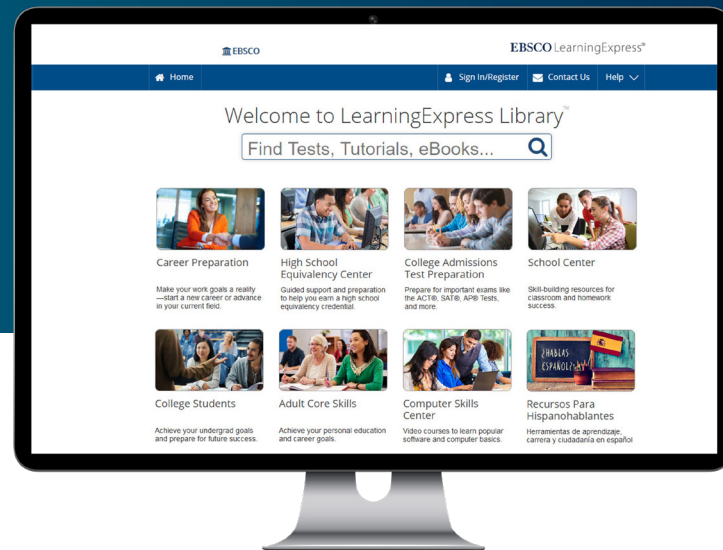 EBSCO
EBSCO LearningExpress®
Home
Sign In/Register
Contact Us
Help
Welcome to LearningExpress Library™
Find Tests, Tutorials, eBooks...
Career Preparation
Make your work goals a reality
—start a new career or advance
in your current field.
High School
Equivalency Center
Guided support and preparation
to help you earn a high school
equivalency credential.
College Admissions
Test Preparation
Prepare for important exams like
the ACT®, SAT®, AP® Tests,
and more.
School Center
Skill-building resources for
classroom and homework
success.
College Students
Achieve your undergrad goals
and prepare for future success.
Adult Core Skills
Achieve your personal education
and career goals.
Computer Skills
Center
Video courses to learn popular
software and computer basics.
¿HABLAS
ESPAÑOL?
Recursos Para
Hispanohablantes
Herramientas de aprendizaje,
carrera y ciudadanía en español